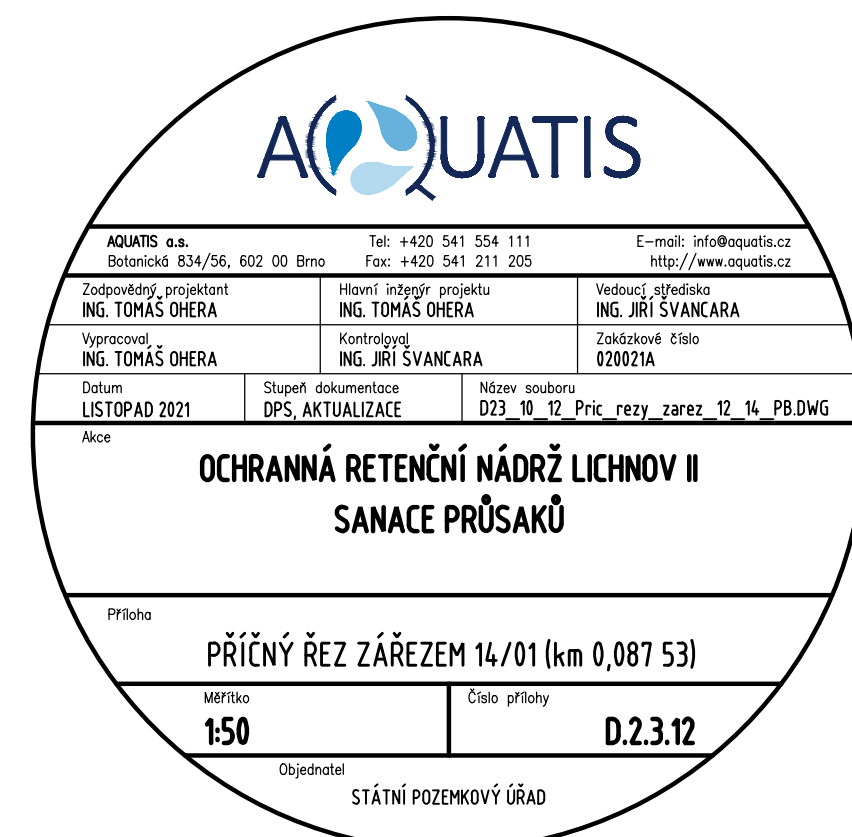 AQUATIS
AQUATIS a.s. Tel: +420 541 554 111 E-mail: info@aquatis.cz
Botanická 834/56, 602 00 Brno Fax: +420 541 211 205 http://www.aquatis.cz
Zodpovědný projektant Hlavní inženýr projektu Vedoucí střediska
ING. TOMÁŠ OHERA ING. TOMÁŠ OHERA ING. JIŘÍ ŠVANCARA
Vypracoval Kontroloval Zakázkové číslo
ING. TOMÁŠ OHERA ING. JIŘÍ ŠVANCARA 020021A
Datum Stupeň dokumentace Název souboru
LISTOPAD 2021 DPS, AKTUALIZACE D23_10_12_Pric_rezy_zarez_12_14_PB.DWG
Akce
OCHRANNÁ RETENČNÍ NÁDRŽ LICHNOV II
SANACE PRŮSAKŮ
Příloha
PŘÍČNÝ ŘEZ ZÁŘEZEM 14/01 (km 0,087 53)
Měřítko Číslo přílohy
1:50 D.2.3.12
Objednatel
STÁTNÍ POZEMKOVÝ ÚŘAD